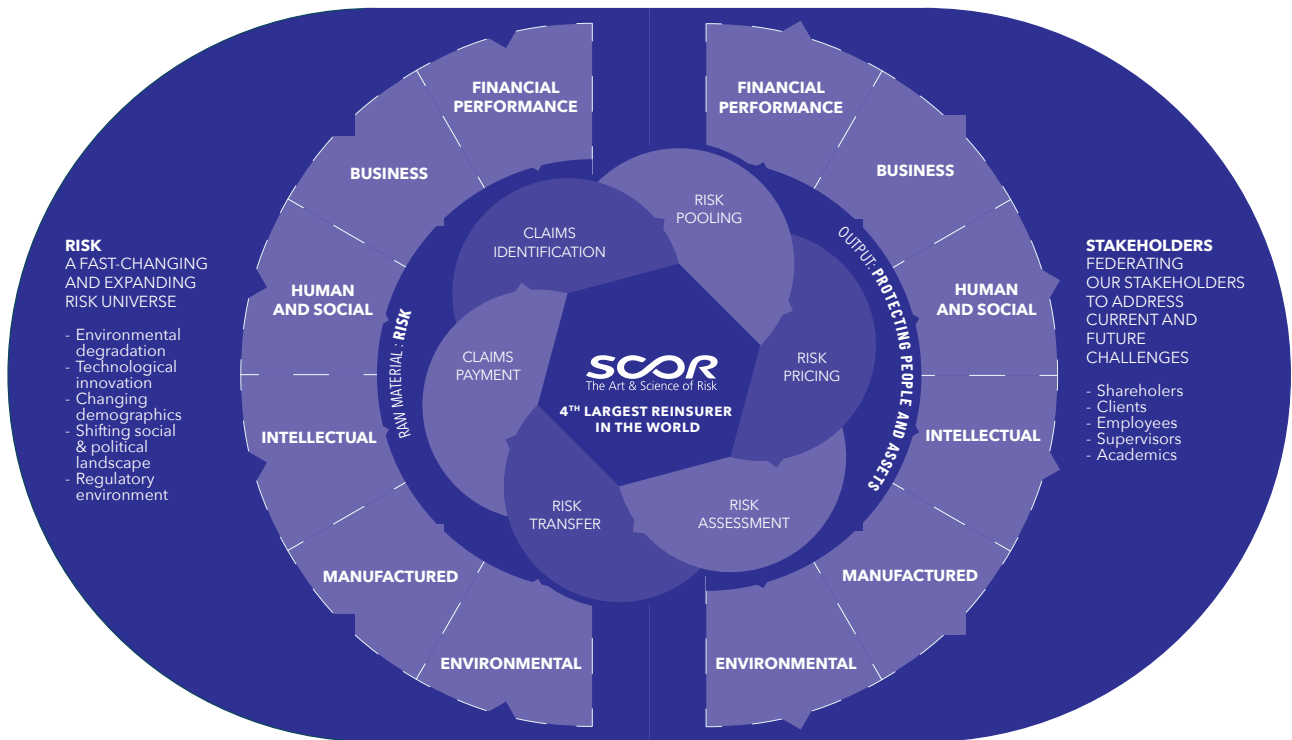 RISK
A FAST-CHANGING
AND EXPANDING
RISK UNIVERSE
- Environmental
degradation
- Technological
innovation
- Changing
demographics
- Shifting social
& political
landscape
- Regulatory
environment
FINANCIAL
PERFORMANCE
BUSINESS
HUMAN
AND SOCIAL
INTELLECTUAL
MANUFACTURED
ENVIRONMENTAL
RAW MATERIAL : RISK
CLAIMS
IDENTIFICATION
RISK
POOLING
CLAIMS
PAYMENT
RISK
PRICING
RISK
TRANSFER
RISK
ASSESSMENT
SCOR
The Art & Science of Risk
4TH LARGEST REINSURER
IN THE WORLD
OUTPUT: PROTECTING PEOPLE AND ASSETS
FINANCIAL
PERFORMANCE
BUSINESS
HUMAN
AND SOCIAL
INTELLECTUAL
MANUFACTURED
ENVIRONMENTAL
STAKEHOLDERS
FEDERATING
OUR STAKEHOLDERS
TO ADDRESS
CURRENT AND
FUTURE
CHALLENGES
- Shareholers
- Clients
- Employees
- Supervisors
- Academics